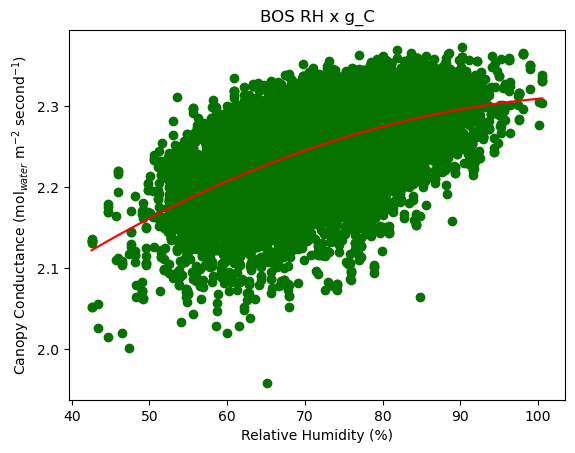 BOS RH x g_C
Canopy Conductance (mol_water m^−2 second^−1)
2.3
2.2
2.1
2.0
40 50 60 70 80 90 100
Relative Humidity (%)